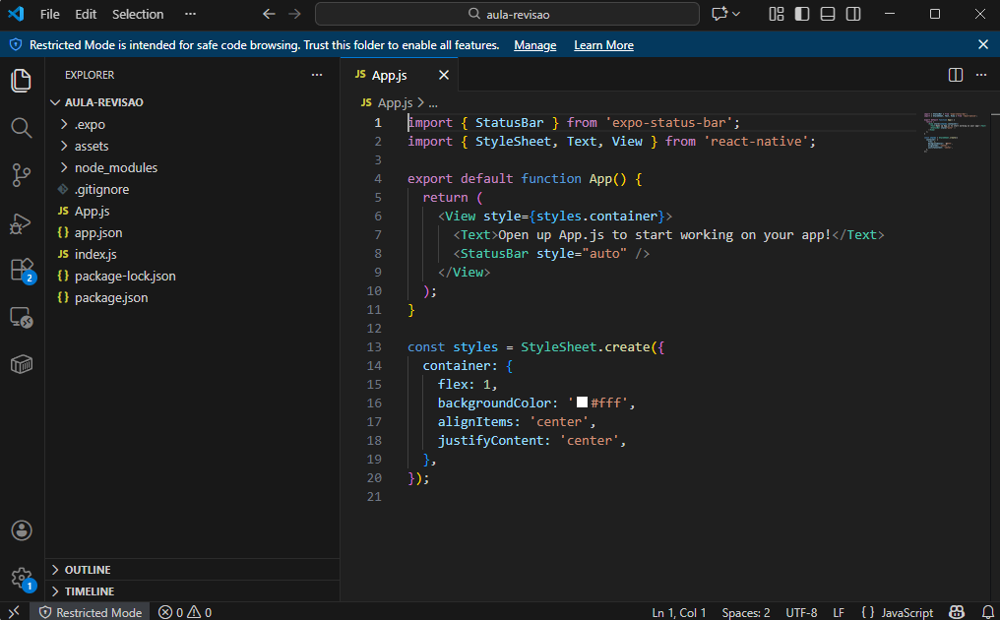 File Edit Selection ··· aula-revisao
Restricted Mode is intended for safe code browsing. Trust this folder to enable all features. Manage Learn More
EXPLORER ···
AULA-REVISAO
.expo
assets
node_modules
.gitignore
JS App.js
{} app.json
JS index.js
{} package-lock.json
{} package.json
OUTLINE
TIMELINE
2
1
JS App.js
JS App.js > ...
1 import { StatusBar } from 'expo-status-bar';
2 import { StyleSheet, Text, View } from 'react-native';
3
4 export default function App() {
5 return (
6 <View style={styles.container}>
7 <Text>Open up App.js to start working on your app!</Text>
8 <StatusBar style="auto" />
9 </View>
10 );
11 }
12
13 const styles = StyleSheet.create({
14 container: {
15 flex: 1,
16 backgroundColor: '#fff',
17 alignItems: 'center',
18 justifyContent: 'center',
19 },
20 });
21
Restricted Mode 0 0 Ln 1, Col 1 Spaces: 2 UTF-8 LF {} JavaScript